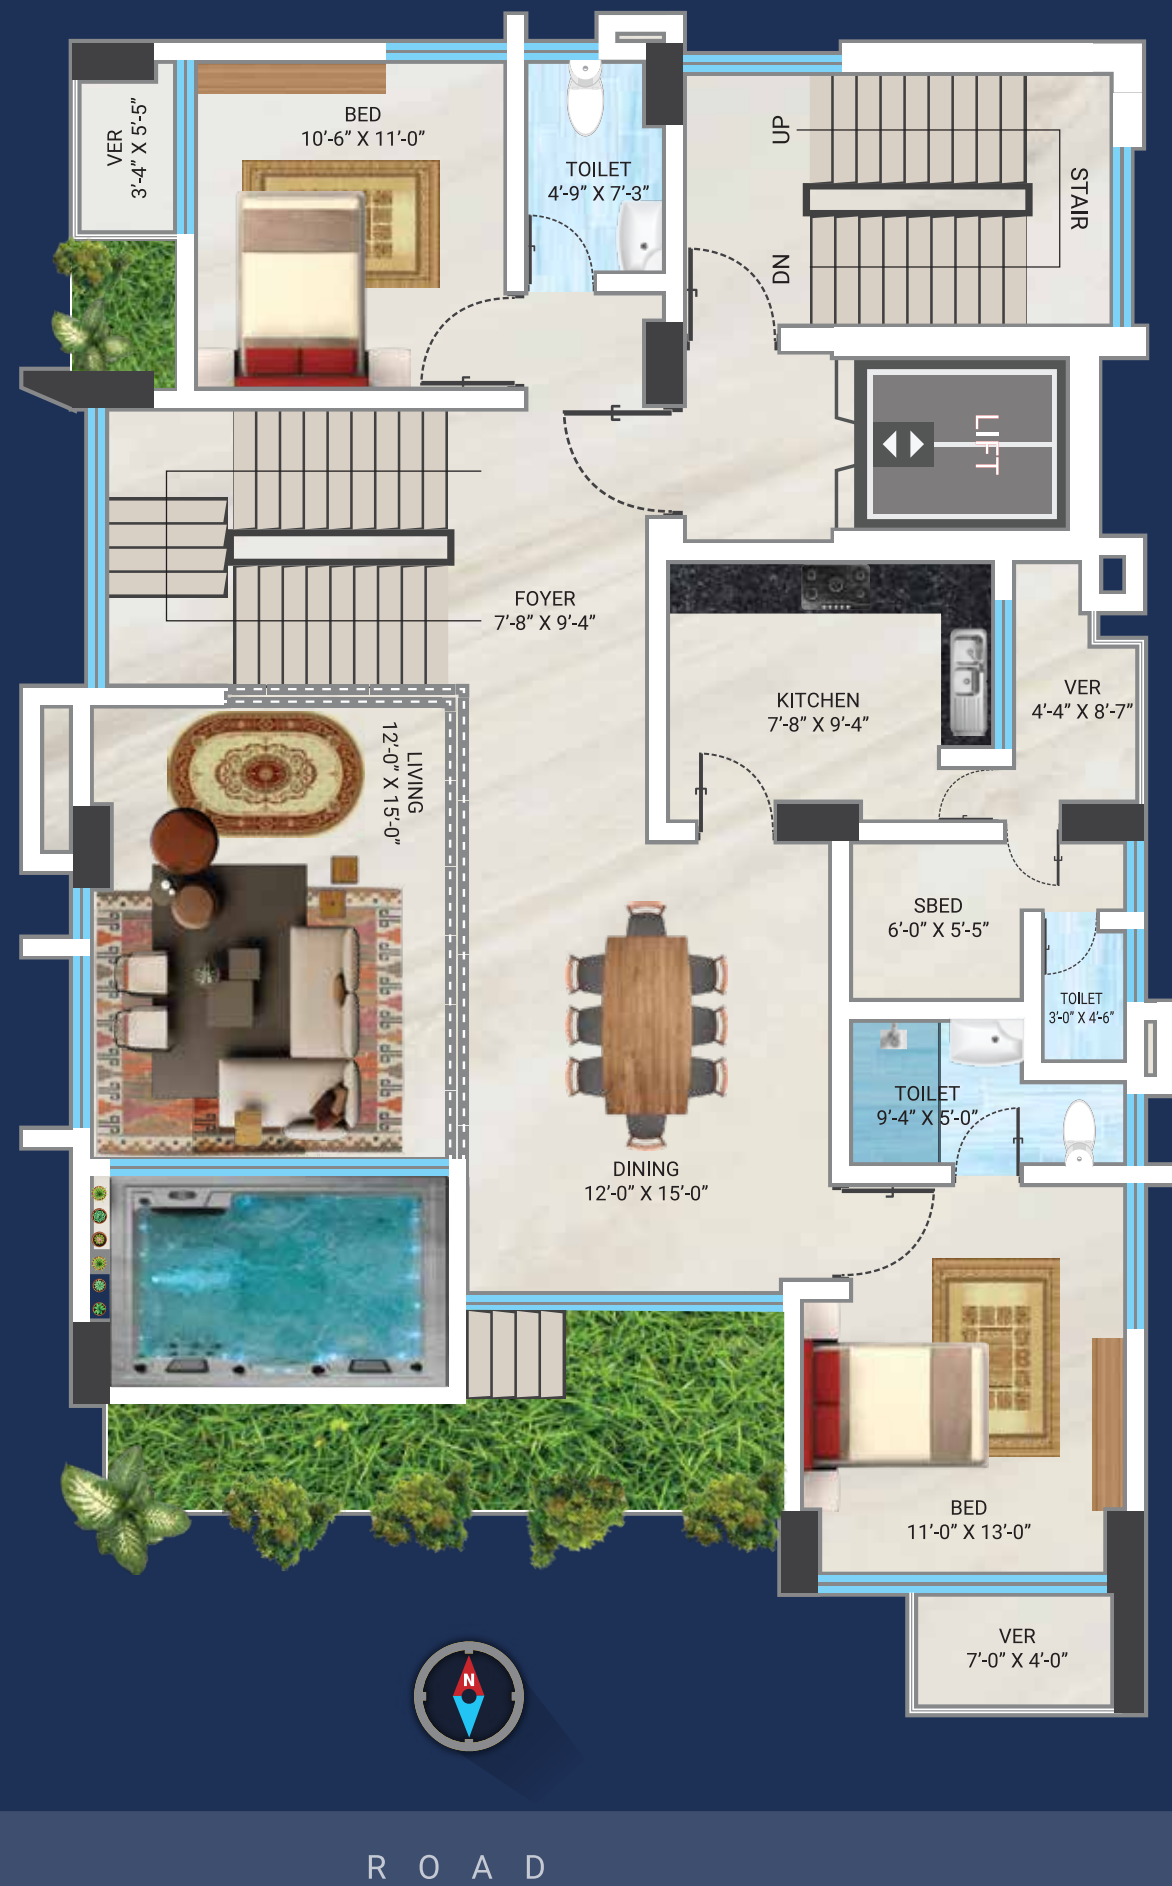 BED
10'-6” X 11'-0”
VER
3'-4” X 5'-5”
TOILET
4'-9” X 7'-3”
UP
STAIR
DN
LIFT
FOYER
7'-8” X 9'-4”
KITCHEN
7'-8” X 9'-4”
VER
4'-4” X 8'-7”
LIVING
12'-0” X 15'-0”
SBED
6'-0” X 5'-5”
TOILET
3'-0” X 4'-6”
TOILET
9'-4” X 5'-0”
DINING
12'-0” X 15'-0”
BED
11'-0” X 13'-0”
VER
7'-0” X 4'-0”
N
ROAD